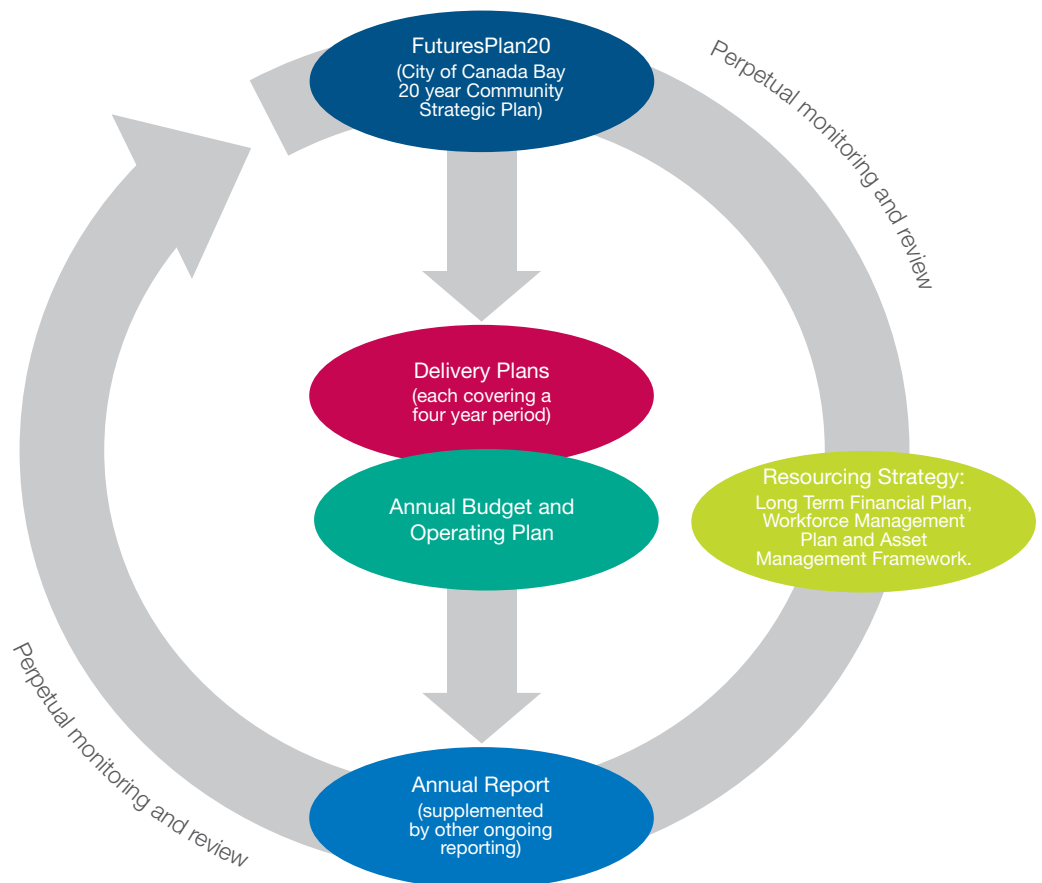 FuturesPlan20
(City of Canada Bay
20 year Community
Strategic Plan)
Perpetual monitoring and review
Delivery Plans
(each covering a
four year period)
Annual Budget and
Operating Plan
Resourcing Strategy:
Long Term Financial Plan,
Workforce Management
Plan and Asset
Management Framework.
Perpetual monitoring and review
Annual Report
(supplemented
by other ongoing
reporting)